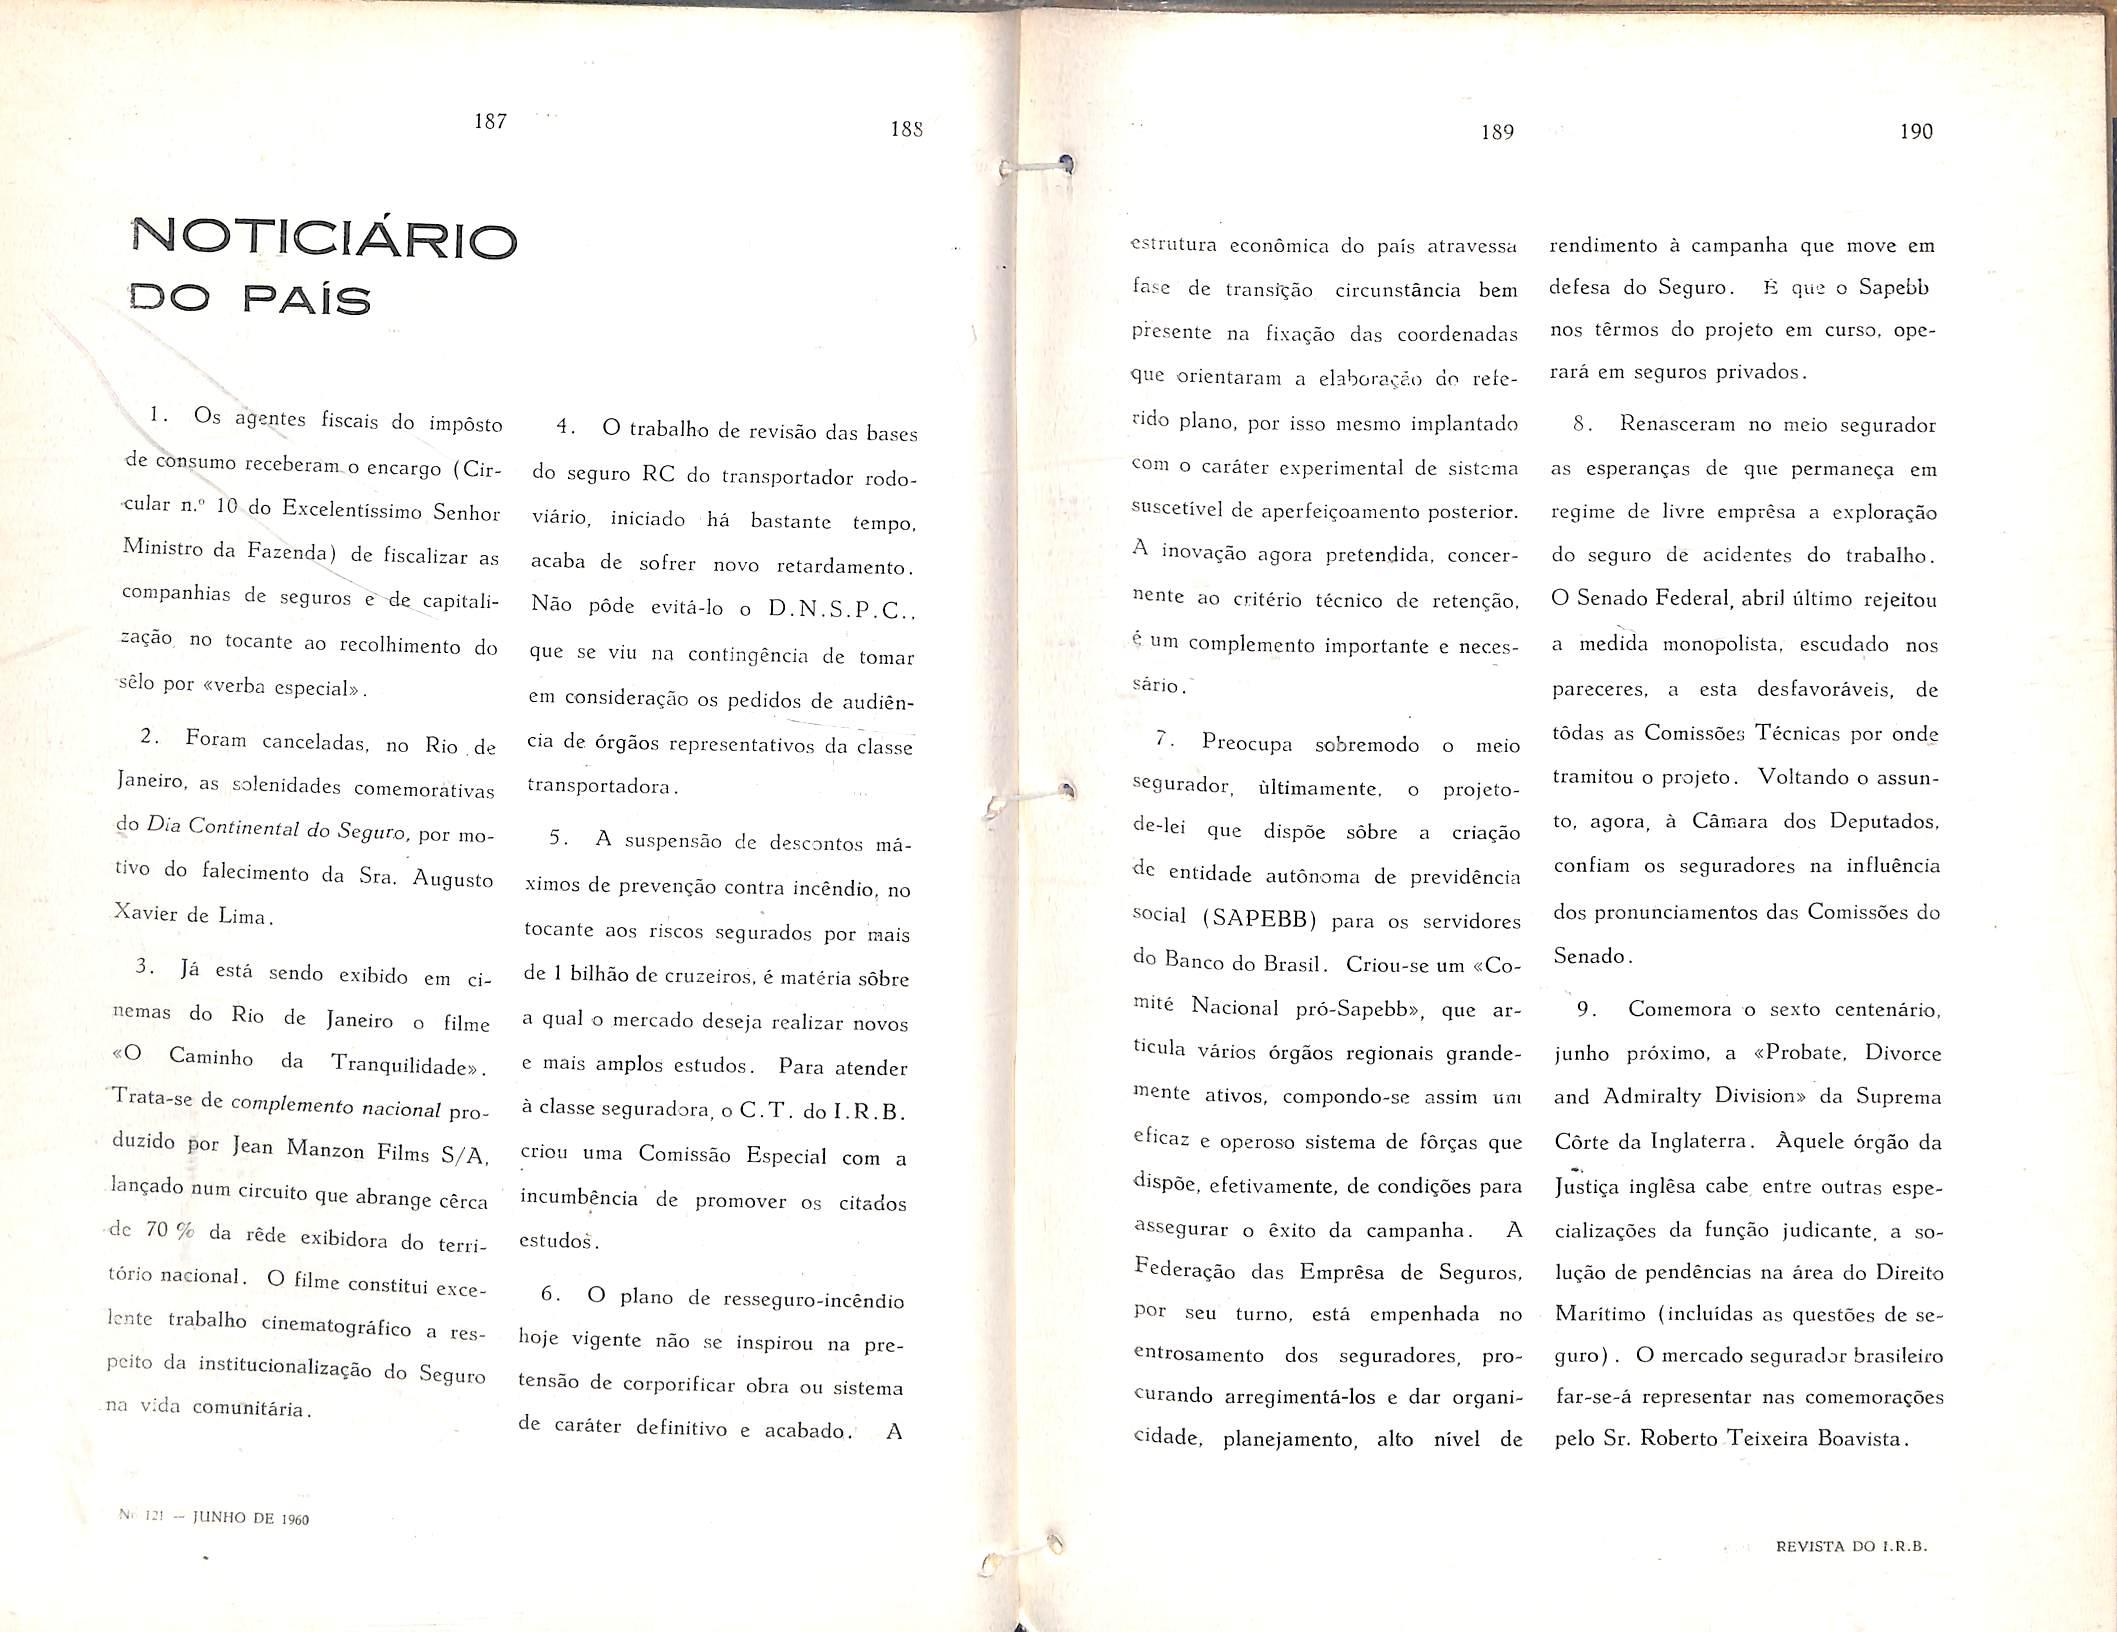 187
188
NOTICIÁRIO
DO PAÍS
1. Os agentes fiscais do impôsto
de consumo receberam o encargo (Cir-
cular n.º 10 do Excelentíssimo Senhor
Ministro da Fazenda) de fiscalizar as
companhias de seguros e de capitali-
zação no tocante ao recolhimento do
sêlo por «verba especial».
2. Foram canceladas, no Rio de
Janeiro, as solenidades comemorativas
do Dia Continental do Seguro, por mo-
tivo do falecimento da Sra. Augusto
Xavier de Lima.
3. Já está sendo exibido em ci-
nemas do Rio de Janeiro o filme
«O Caminho da Tranquilidade».
Trata-se de complemento nacional pro-
duzido por Jean Manzon Films S/A,
lançado num circuito que abrange cêrca
de 70 % da rêde exibidora do terri-
tório nacional. O filme constitui exce-
lente trabalho cinematográfico a res-
peito da institucionalização do Seguro
na vida comunitária.
4. O trabalho de revisão das bases
do seguro RC do transportador rodo-
viário, iniciado há bastante tempo,
acaba de sofrer novo retardamento.
Não pôde evitá-lo o D.N.S.P.C.,
que se viu na contingência de tomar
em consideração os pedidos de audiên-
cia de órgãos representativos da classe
transportadora.
5. A suspensão de descontos má-
ximos de prevenção contra incêndio, no
tocante aos riscos segurados por mais
de 1 bilhão de cruzeiros, é matéria sôbre
a qual o mercado deseja realizar novos
e mais amplos estudos. Para atender
à classe seguradora, o C.T. do I.R.B.
criou uma Comissão Especial com a
incumbência de promover os citados
estudos.
6. O plano de resseguro-incêndio
hoje vigente não se inspirou na pre-
tensão de corporificar obra ou sistema
de caráter definitivo e acabado. A
Nº 121 — JUNHO DE 1960
189
190
estrutura econômica do país atravessa
fase de transição circunstância bem
presente na fixação das coordenadas
que orientaram a elaboração do refe-
rido plano, por isso mesmo implantado
com o caráter experimental de sistema
suscetível de aperfeiçoamento posterior.
A inovação agora pretendida, concer-
nente ao critério técnico de retenção,
é um complemento importante e neces-
sário.
7. Preocupa sobremodo o meio
segurador, ùltimamente, o projeto-
de-lei que dispõe sôbre a criação
de entidade autônoma de previdência
social (SAPEBB) para os servidores
do Banco do Brasil. Criou-se um «Co-
mité Nacional pró-Sapebb», que ar-
ticula vários órgãos regionais grande-
mente ativos, compondo-se assim um
eficaz e operoso sistema de fôrças que
dispõe, efetivamente, de condições para
assegurar o êxito da campanha. A
Federação das Emprêsa de Seguros,
por seu turno, está empenhada no
entrosamento dos seguradores, pro-
curando arregimentá-los e dar organi-
cidade, planejamento, alto nível de
rendimento à campanha que move em
defesa do Seguro. É que o Sapebb
nos têrmos do projeto em curso, ope-
rará em seguros privados.
8. Renasceram no meio segurador
as esperanças de que permaneça em
regime de livre emprêsa a exploração
do seguro de acidentes do trabalho.
O Senado Federal, abril último rejeitou
a medida monopolista, escudado nos
pareceres, a esta desfavoráveis, de
tôdas as Comissões Técnicas por onde
tramitou o projeto. Voltando o assun-
to, agora, à Câmara dos Deputados,
confiam os seguradores na influência
dos pronunciamentos das Comissões do
Senado.
9. Comemora o sexto centenário,
junho próximo, a «Probate, Divorce
and Admiralty Division» da Suprema
Côrte da Inglaterra. Àquele órgão da
Justiça inglêsa cabe entre outras espe-
cializações da função judicante, a so-
lução de pendências na área do Direito
Marítimo (incluídas as questões de se-
guro). O mercado segurador brasileiro
far-se-á representar nas comemorações
pelo Sr. Roberto Teixeira Boavista.
REVISTA DO I.R.B.